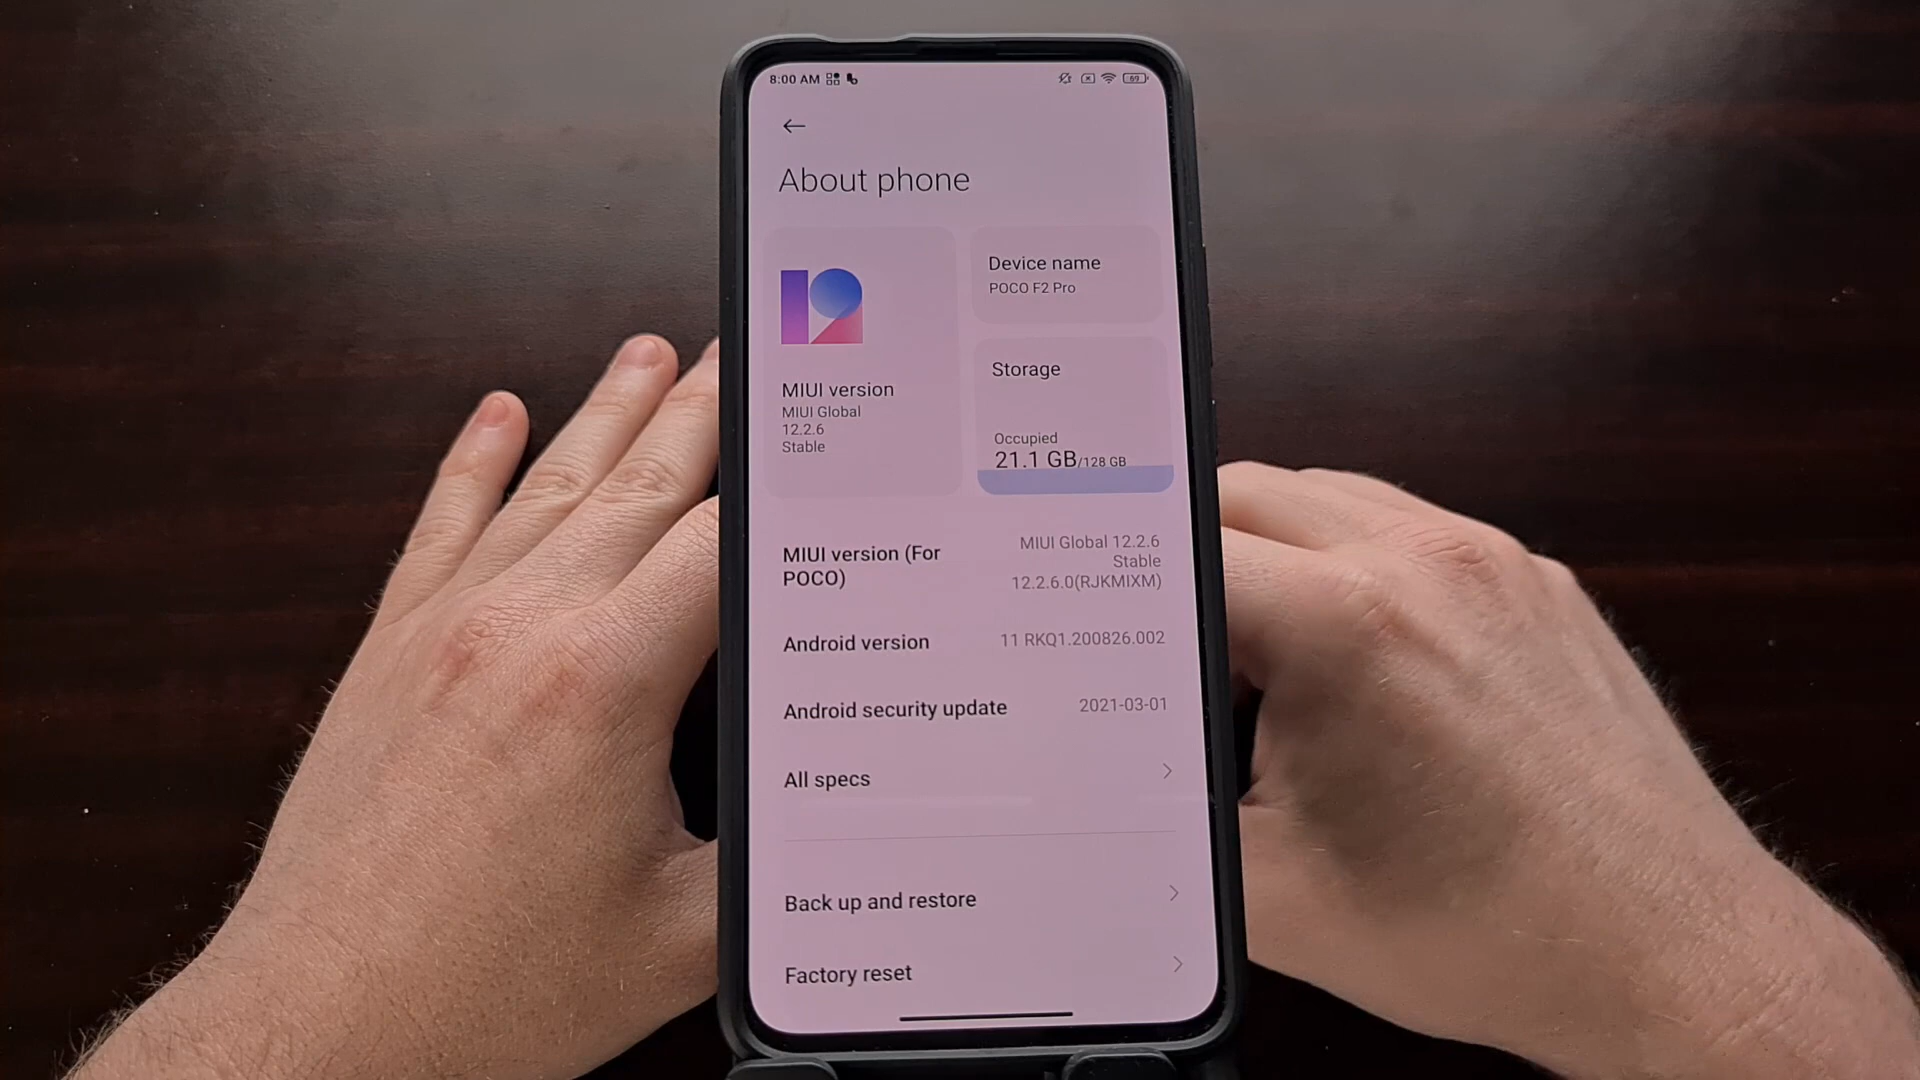 8:00 AM
69
About phone
MIUI version
MIUI Global
12.2.6
Stable
Device name
POCO F2 Pro
Storage
Occupied
21.1 GB/128 GB
MIUI version (For
POCO)
MIUI Global 12.2.6
Stable
12.2.6.0(RJKMIXM)
Android version
11 RKQ1.200826.002
Android security update
2021-03-01
All specs
Back up and restore
Factory reset